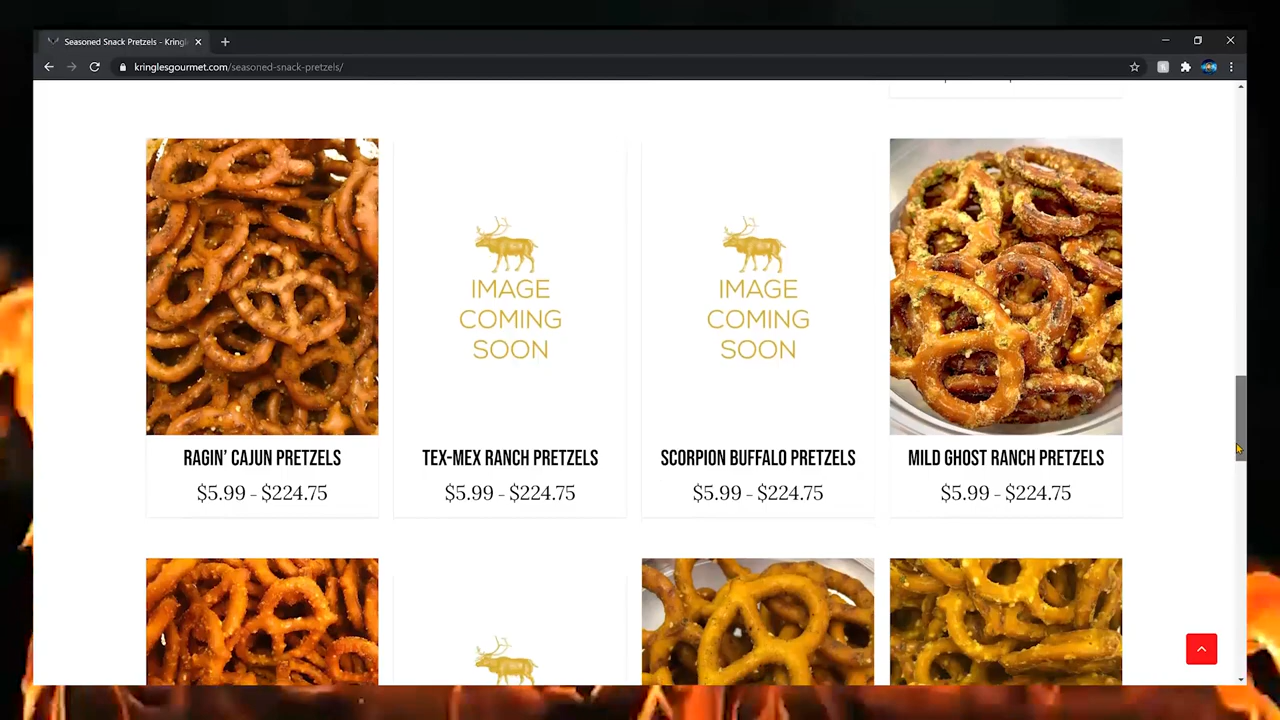 Seasoned Snack Pretzels - Kringl
kringlesgourmet.com/seasoned-snack-pretzels/
IMAGE
COMING
SOON
IMAGE
COMING
SOON
RAGIN' CAJUN PRETZELS
$5.99 - $224.75
TEX-MEX RANCH PRETZELS
$5.99 - $224.75
SCORPION BUFFALO PRETZELS
$5.99 - $224.75
MILD GHOST RANCH PRETZELS
$5.99 - $224.75